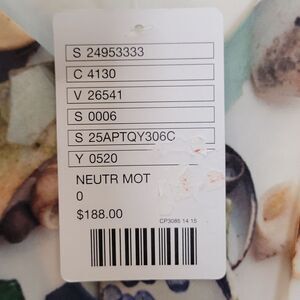 S 24953333
C 4130
V 26541
S 0006
S 25APTQY306C
Y 0520
NEUTR MOT
0
$188.00
CP3085 14 15